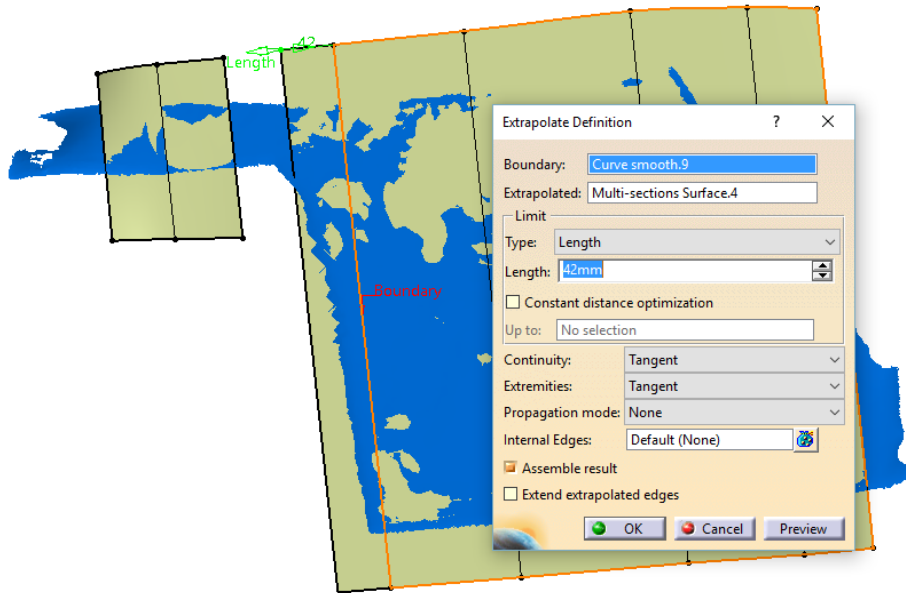 42
Length
Boundary
Extrapolate Definition ? ×
Boundary: Curve smooth.9
Extrapolated: Multi-sections Surface.4
Limit
Type: Length
Length: 42mm
Constant distance optimization
Up to: No selection
Continuity: Tangent
Extremities: Tangent
Propagation mode: None
Internal Edges: Default (None)
Assemble result
Extend extrapolated edges
OK Cancel Preview